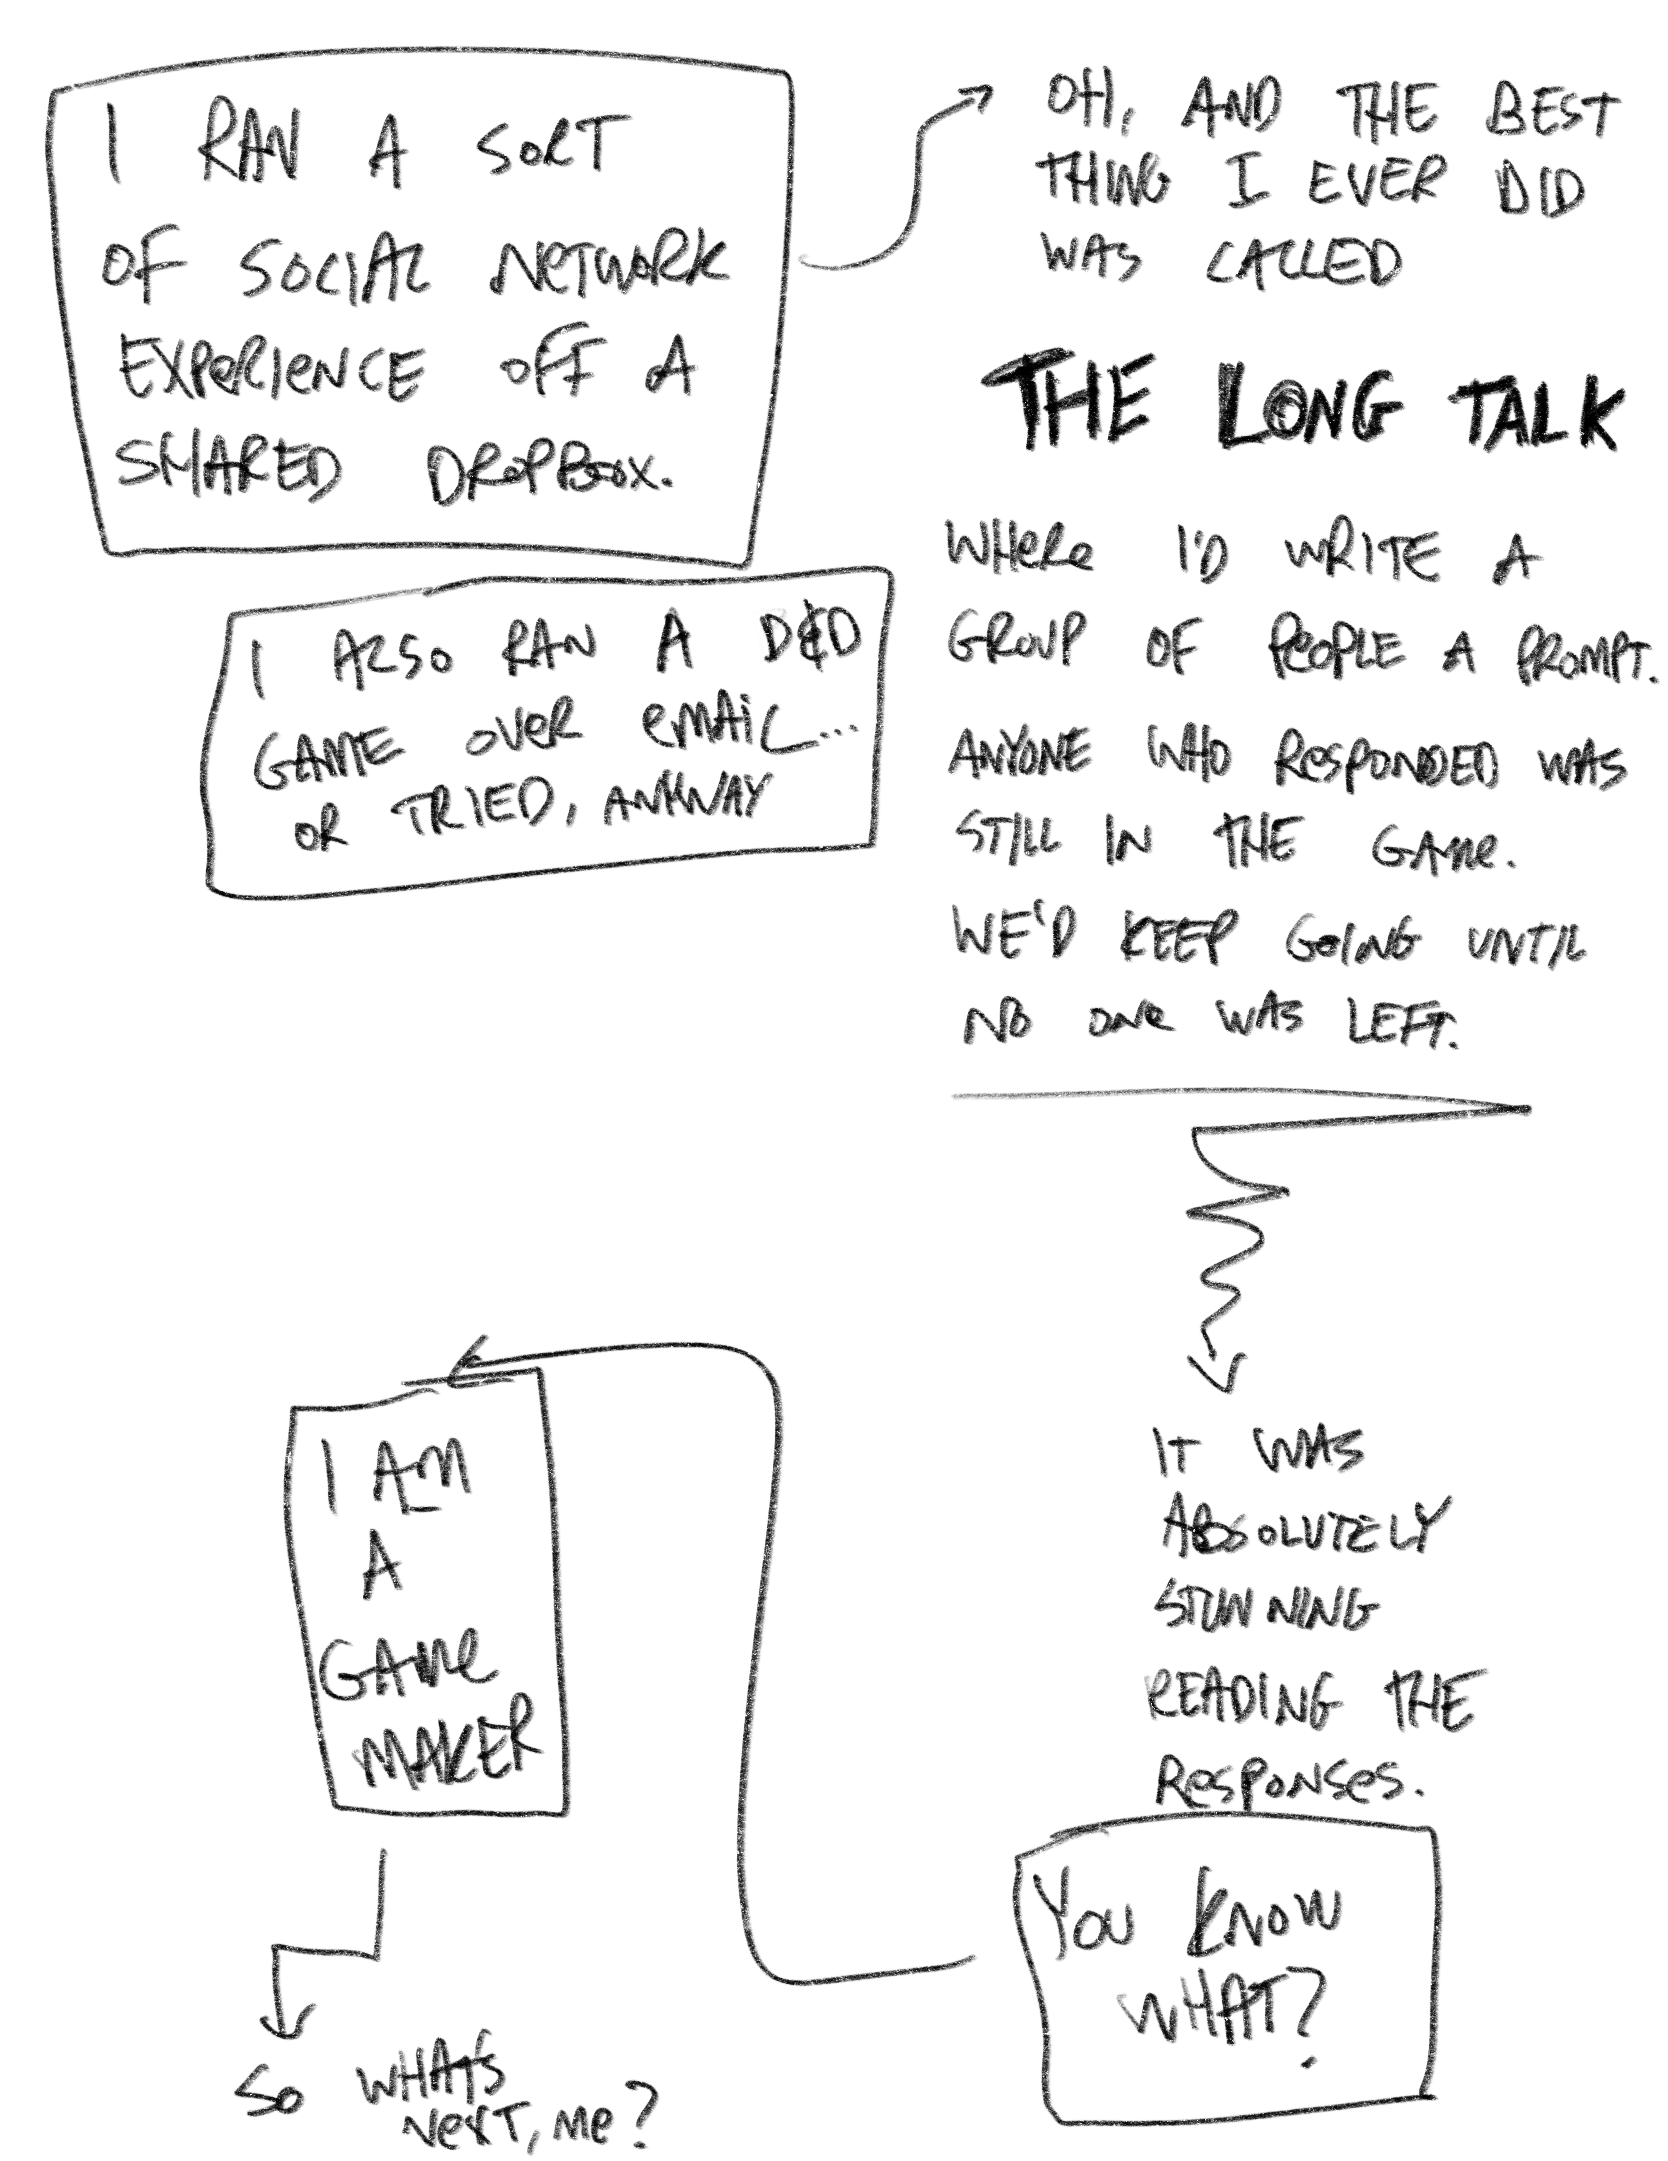 I RAN A SORT
OF SOCIAL NETWORK
EXPERIENCE OFF A
SHARED DROPBOX.
I ALSO RAN A D&D
GAME OVER EMAIL...
OR TRIED, ANYWAY
OH, AND THE BEST
THING I EVER DID
WAS CALLED
THE LONG TALK
WHERE I'D WRITE A
GROUP OF PEOPLE A PROMPT.
ANYONE WHO RESPONDED WAS
STILL IN THE GAME.
WE'D KEEP GOING UNTIL
NO ONE WAS LEFT.
IT WAS
ABSOLUTELY
STUNNING
READING THE
RESPONSES.
YOU KNOW
WHAT?
I AM
A
GAME
MAKER
SO WHAT'S
NEXT, ME?